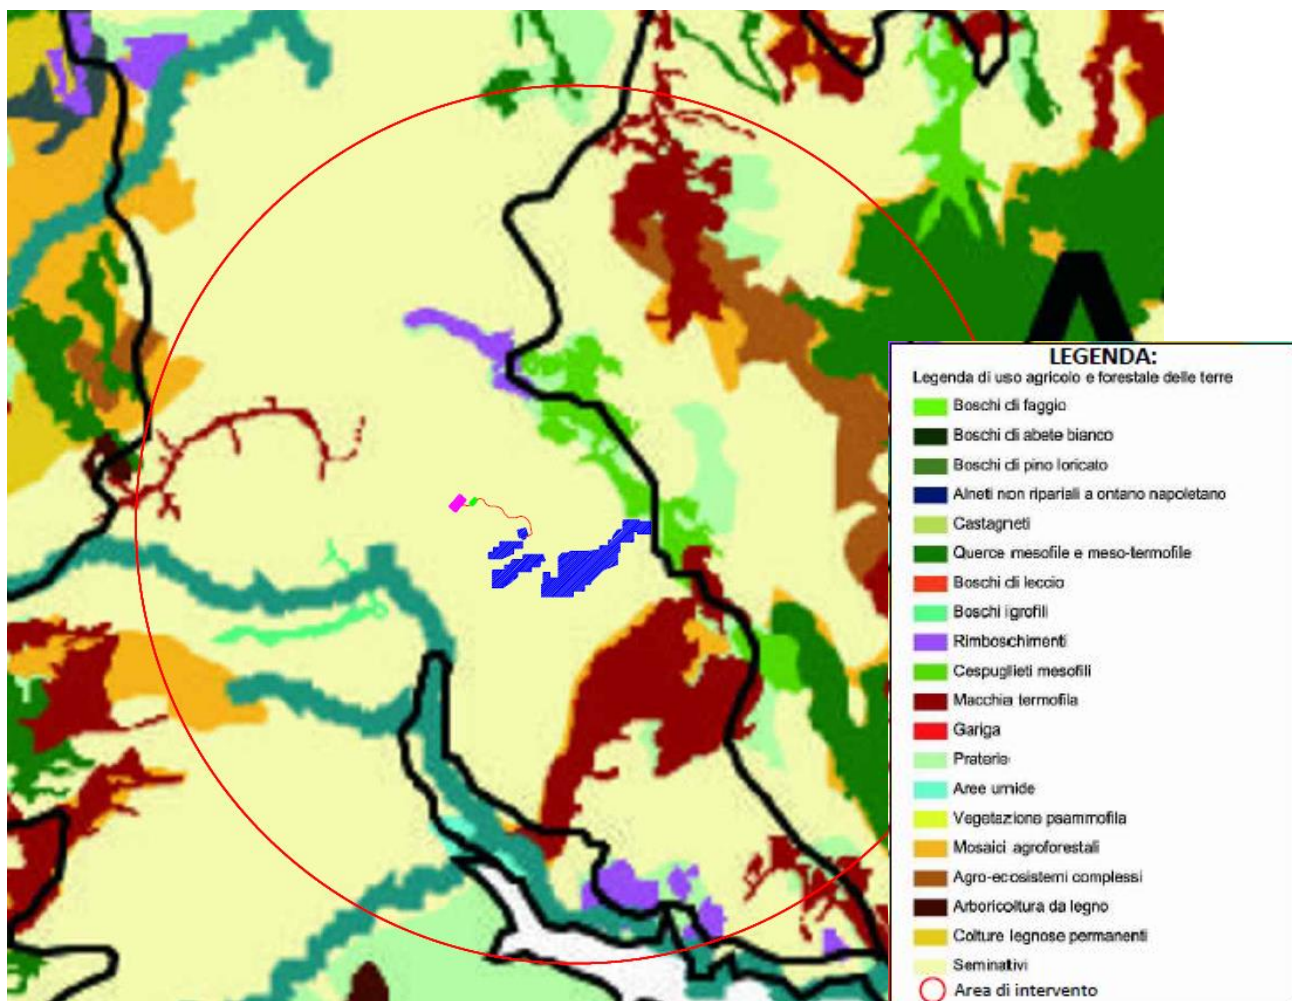 A
LEGENDA:
Legenda di uso agricolo e forestale delle terre
Boschi di faggio
Boschi di abete bianco
Boschi di pino loricato
Alneti non ripariali a ontano napoletano
Castagneti
Querce mesofile e meso-termofile
Boschi di leccio
Boschi igrofili
Rimboschimenti
Cespuglieti mesofili
Macchia termofila
Gariga
Praterie
Aree umide
Vegetazione psammofila
Mosaici agroforestali
Agro-ecosistemi complessi
Arboricoltura da legno
Colture legnose permanenti
Seminativi
Area di intervento